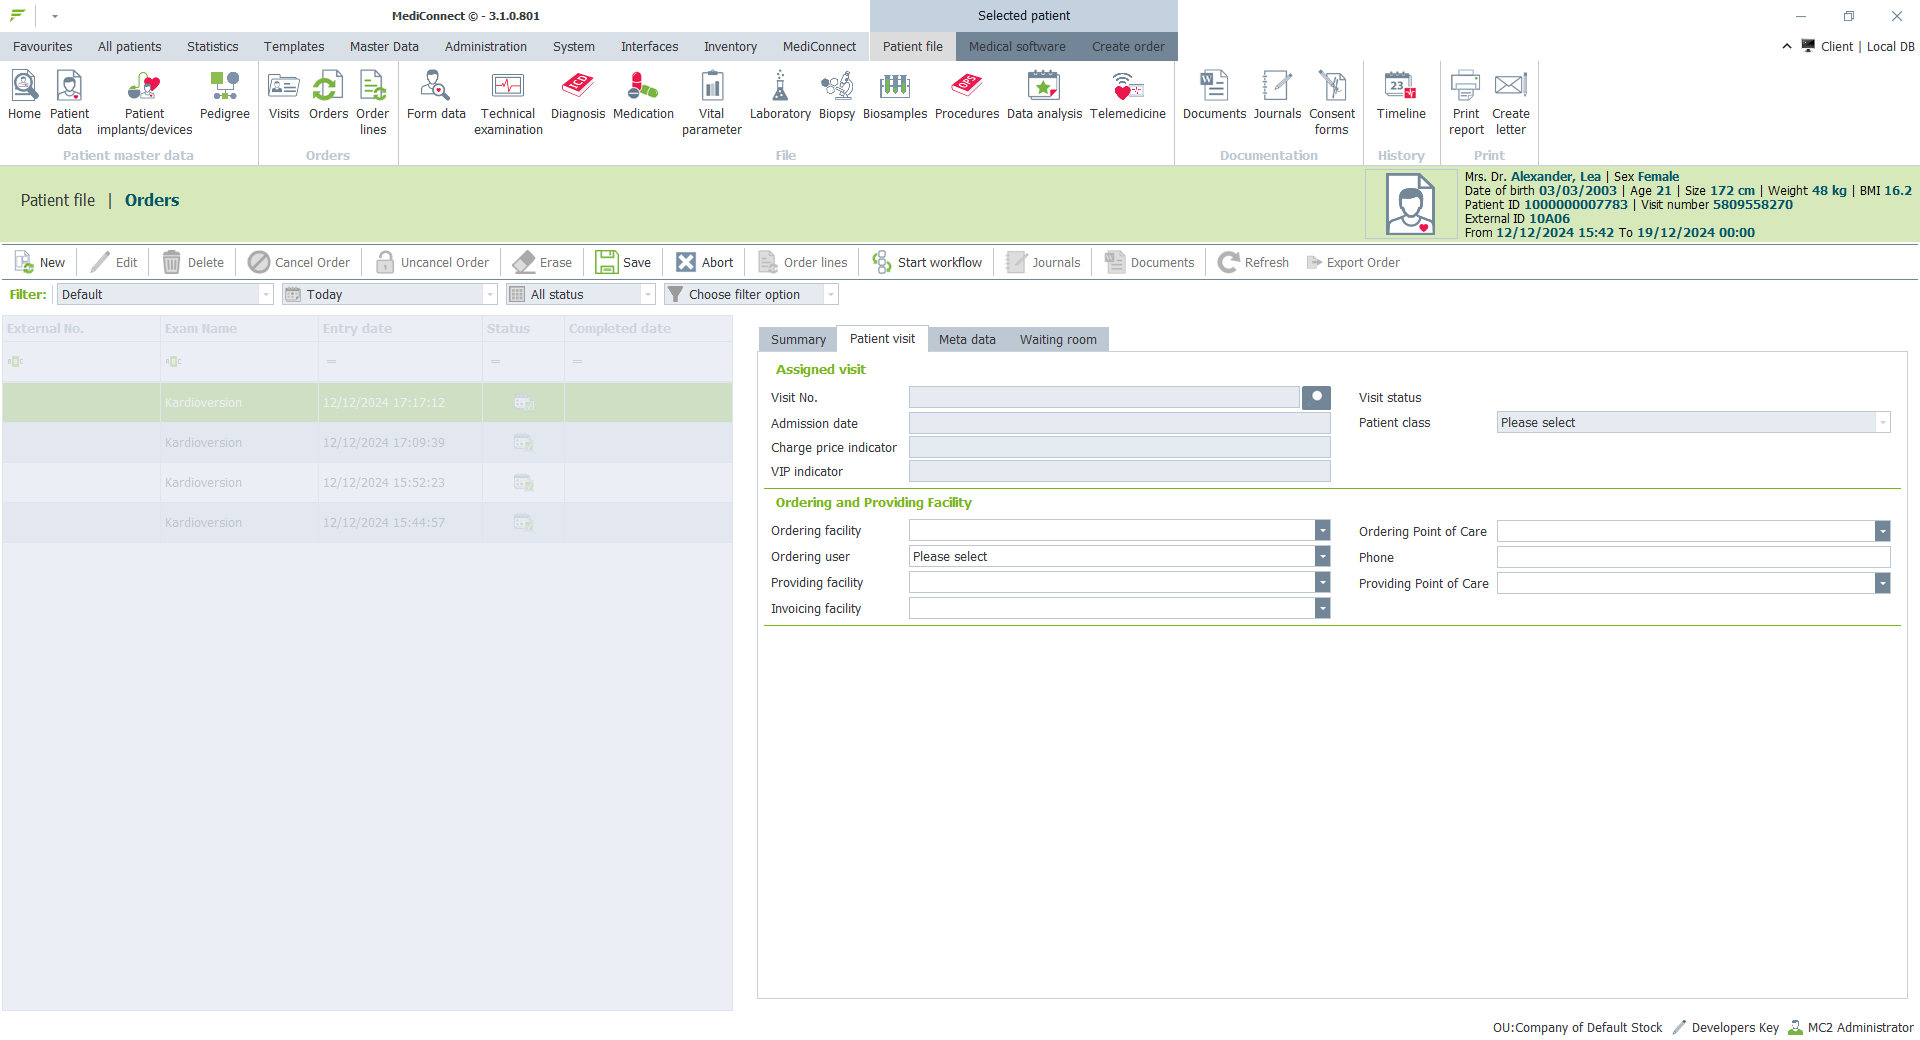 MediConnect © - 3.1.0.801
Selected patient
Favourites All patients Statistics Templates Master Data Administration System Interfaces Inventory MediConnect Patient file Medical software Create order
Client | Local DB
Home Patient data Patient implants/devices Pedigree
Patient master data
Visits Orders Order lines
Orders
Form data Technical examination Diagnosis Medication Vital parameter Laboratory Biopsy Biosamples Procedures Data analysis Telemedicine
File
Documents Journals Consent forms
Documentation
Timeline
History
Print report Create letter
Print
Patient file | Orders
Mrs. Dr. Alexander, Lea | Sex Female
Date of birth 03/03/2003 | Age 21 | Size 172 cm | Weight 48 kg | BMI 16.2
Patient ID 1000000007783 | Visit number 5809558270
External ID 10A06
From 12/12/2024 15:42 To 19/12/2024 00:00
New Edit Delete Cancel Order Uncancel Order Erase Save Abort Order lines Start workflow Journals Documents Refresh Export Order
Filter: Default Today All status Choose filter option
External No. Exam Name Entry date Status Completed date
Kardioversion 12/12/2024 17:17:12
Kardioversion 12/12/2024 17:09:39
Kardioversion 12/12/2024 15:52:23
Kardioversion 12/12/2024 15:44:57
Summary Patient visit Meta data Waiting room
Assigned visit
Visit No. Visit status
Admission date Patient class Please select
Charge price indicator
VIP indicator
Ordering and Providing Facility
Ordering facility Ordering Point of Care
Ordering user Please select Phone
Providing facility Providing Point of Care
Invoicing facility
OU:Company of Default Stock Developers Key MC2 Administrator